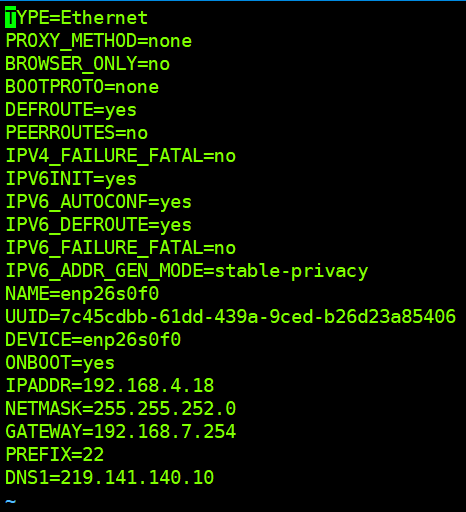 TYPE=Ethernet
PROXY_METHOD=none
BROWSER_ONLY=no
BOOTPROTO=none
DEFROUTE=yes
PEERROUTES=no
IPV4_FAILURE_FATAL=no
IPV6INIT=yes
IPV6_AUTOCONF=yes
IPV6_DEFROUTE=yes
IPV6_FAILURE_FATAL=no
IPV6_ADDR_GEN_MODE=stable-privacy
NAME=enp26s0f0
UUID=7c45cdbb-61dd-439a-9ced-b26d23a85406
DEVICE=enp26s0f0
ONBOOT=yes
IPADDR=192.168.4.18
NETMASK=255.255.252.0
GATEWAY=192.168.7.254
PREFIX=22
DNS1=219.141.140.10
~